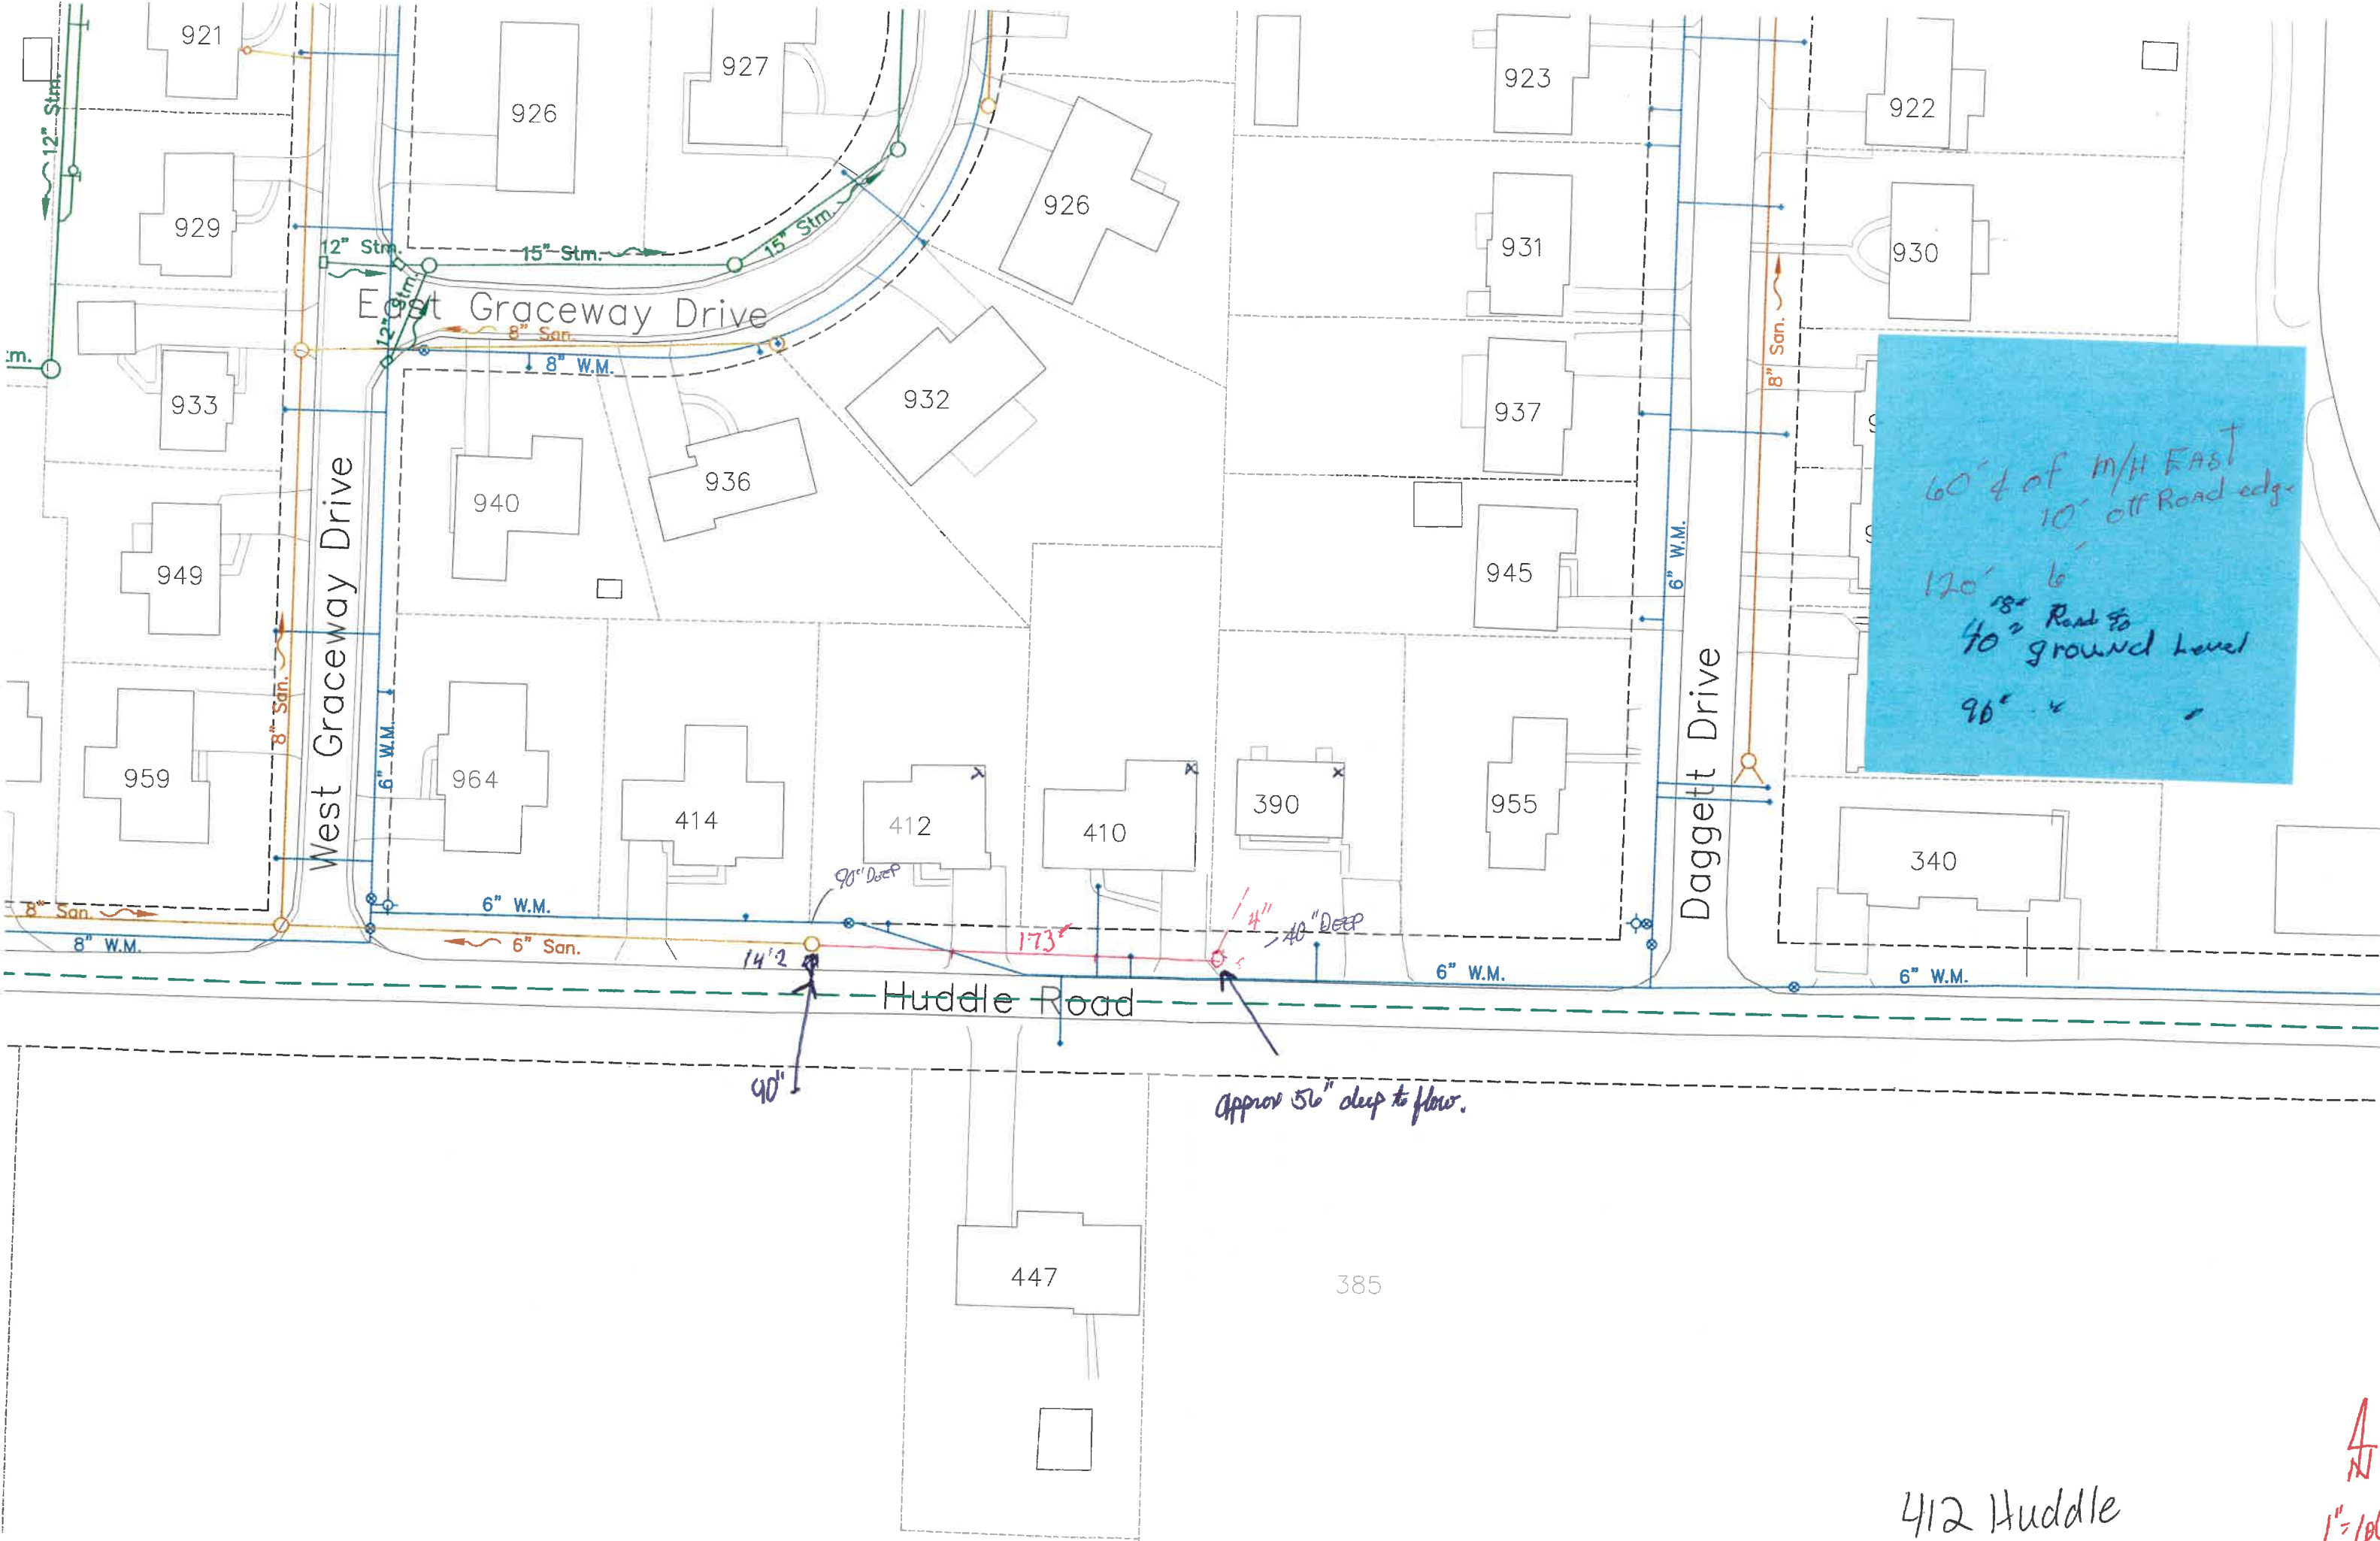 921
927
926
923
922
12" Stm.
929
926
931
930
12" Stm.
15" Stm.
15" Stm.
12" Stm.
East Graceway Drive
8" San.
8" W.M.
8" San.
933
932
937
940
936
60' ¢ of M/H EAST
10' off Road edge
120' 6'
"8" Road to
40" ground Level
96" " "
949
945
6" W.M.
West Graceway Drive
8" San.
6" W.M.
Daggett Drive
959
964
414
412
410
390
955
340
90" DEEP
8" San.
8" W.M.
6" W.M.
6" San.
14'2
173'
4"
40" DEEP
6" W.M.
6" W.M.
Huddle Road
90"
approx 56" deep to flow.
447
385
N
412 Huddle